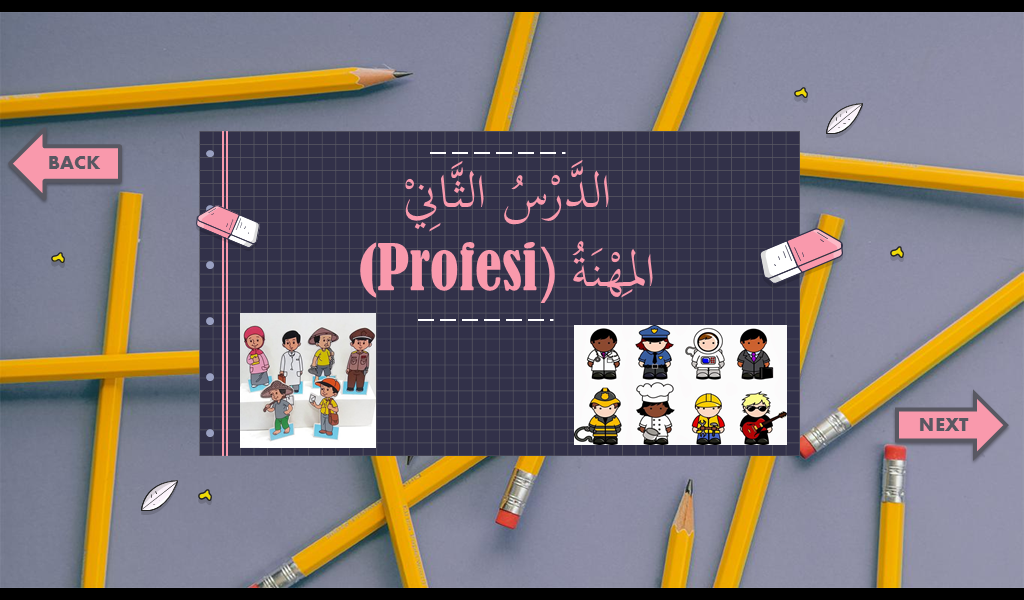 الدَّرْسُ الثَّانِيْ
المِهْنَةُ (Profesi)
BACK
NEXT